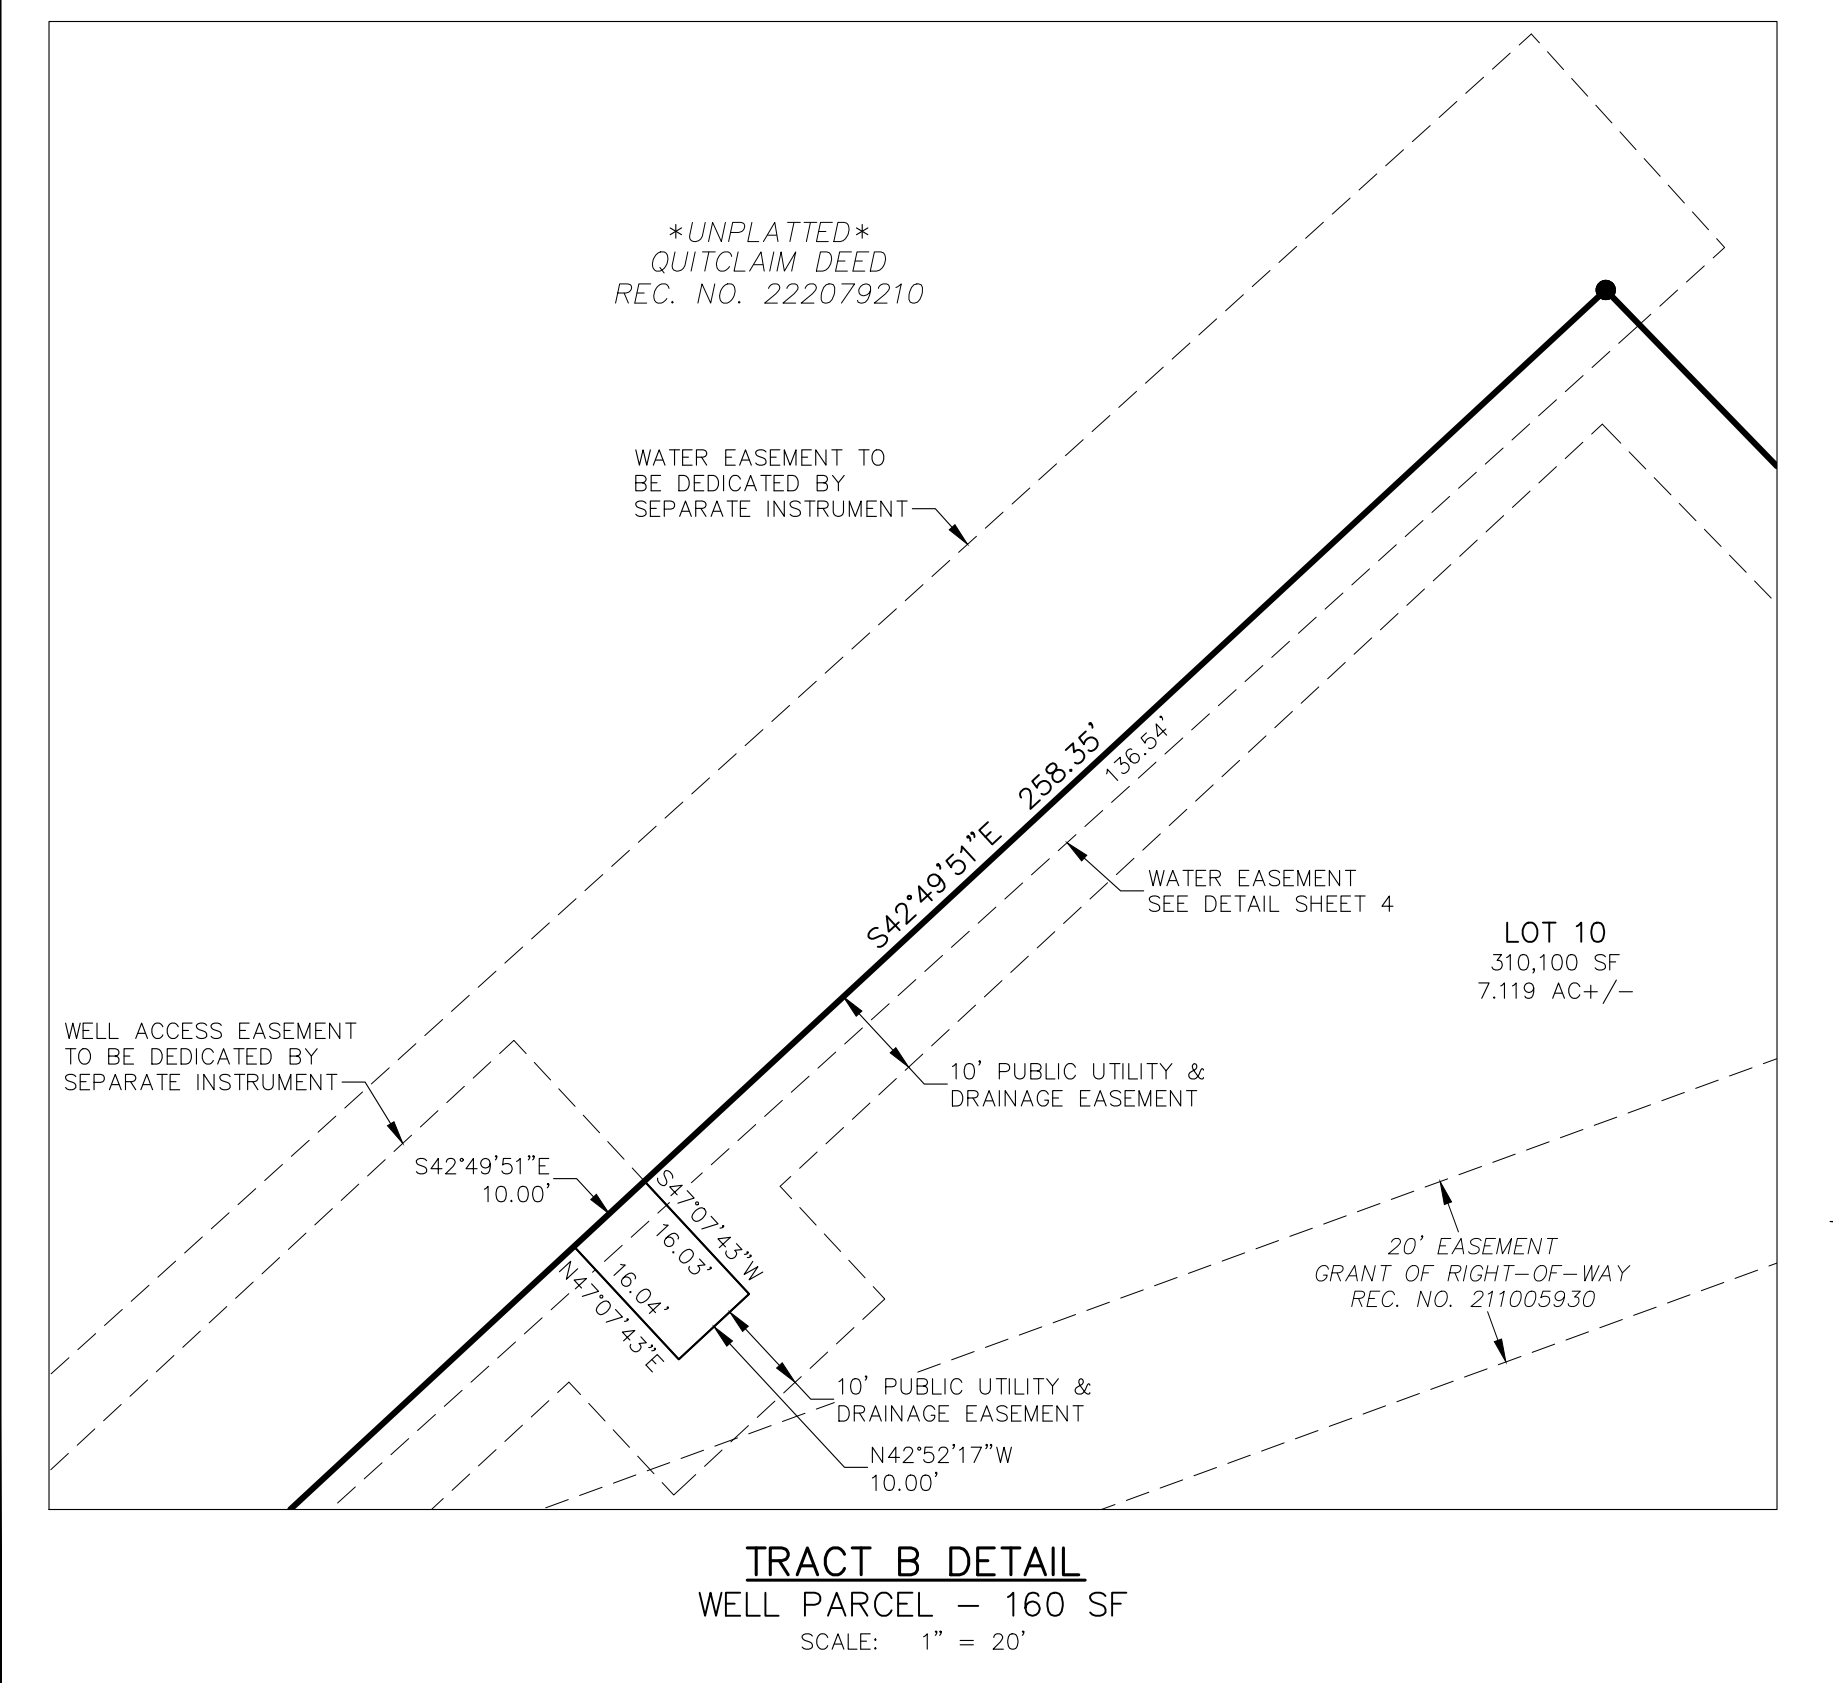 *UNPLATTED*
QUITCLAIM DEED
REC. NO. 222079210
WATER EASEMENT TO
BE DEDICATED BY
SEPARATE INSTRUMENT
258.35'
136.54'
S42°49'51"E
WATER EASEMENT
SEE DETAIL SHEET 4
LOT 10
310,100 SF
7.119 AC+/-
WELL ACCESS EASEMENT
TO BE DEDICATED BY
SEPARATE INSTRUMENT
10' PUBLIC UTILITY &
DRAINAGE EASEMENT
S42°49'51"E
10.00'
S47°07'43"W
16.03'
16.04'
N47°07'43"E
20' EASEMENT
GRANT OF RIGHT-OF-WAY
REC. NO. 211005930
10' PUBLIC UTILITY &
DRAINAGE EASEMENT
N42°52'17"W
10.00'
TRACT B DETAIL
WELL PARCEL - 160 SF
SCALE: 1" = 20'